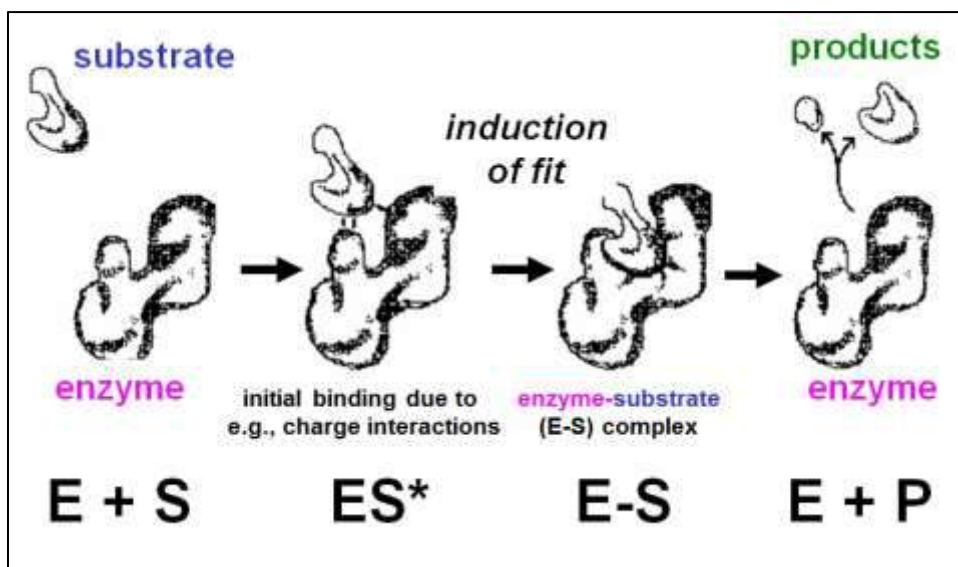 substrate
products
induction
of fit
enzyme
initial binding due to
e.g., charge interactions
enzyme-substrate
(E-S) complex
enzyme
E + S
ES*
E-S
E + P